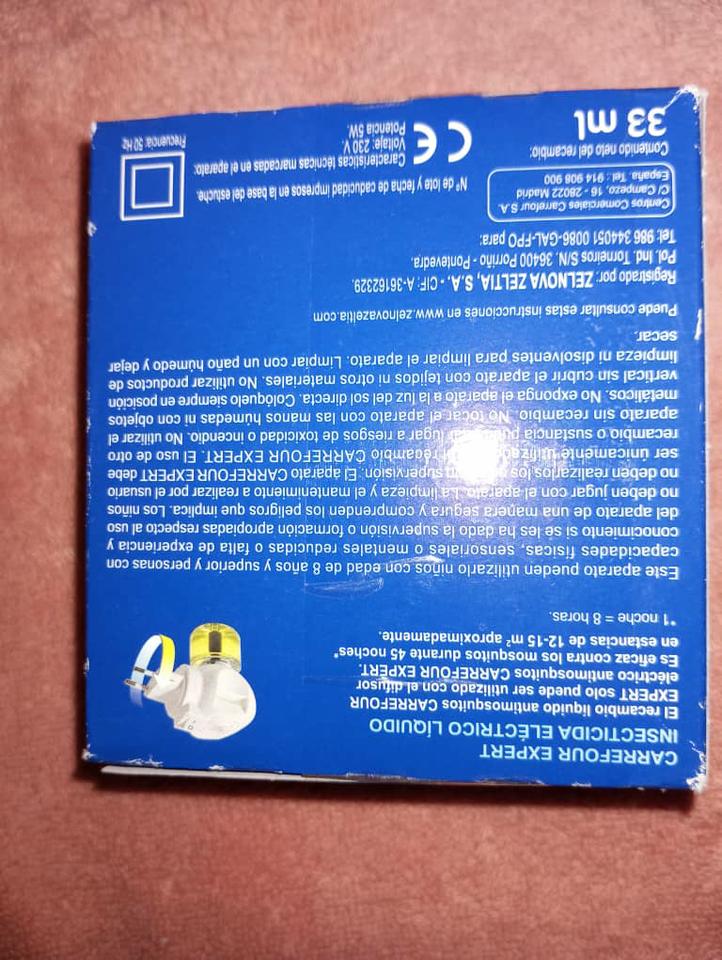 CARREFOUR EXPERT
INSECTICIDA ELÉCTRICO LÍQUIDO
El recambio líquido antimosquitos CARREFOUR
EXPERT solo puede ser utilizado con el difusor
eléctrico antimosquitos CARREFOUR EXPERT.
Es eficaz contra los mosquitos durante 45 noches*
en estancias de 12-15 m² aproximadamente.
*1 noche = 8 horas.
Este aparato pueden utilizarlo niños con edad de 8 años y superior y personas con
capacidades físicas, sensoriales o mentales reducidas o falta de experiencia y
conocimiento si se les ha dado la supervisión o formación apropiadas respecto al uso
del aparato de una manera segura y comprenden los peligros que implica. Los niños
no deben jugar con el aparato. La limpieza y el mantenimiento a realizar por el usuario
no deben realizarlos los supervisión. El aparato CARREFOUR EXPERT debe
ser únicamente recambio CARREFOUR EXPERT. El uso de otro
recambio o sustancia lugar a riesgos de toxicidad o incendio. No utilizar el
aparato sin recambio. No tocar el aparato con las manos húmedas ni con objetos
metálicos. No exponga el aparato a la luz del sol directa. Colóquelo siempre en posición
vertical sin cubrir el aparato con tejidos ni otros materiales. No utilizar productos de
limpieza ni disolventes para limpiar el aparato. Limpiar con un paño húmedo y dejar
secar.
Puede consultar estas instrucciones en www.zelnovazeltia.com
Registrado por: ZELNOVA ZELTIA, S.A. - CIF: A-36162329.
Pol. Ind. Torneiros S/N, 36400 Porriño - Pontevedra.
Tel: 986 344051 0086-GAL-FPO para:
Centros Comerciales Carrefour S.A.
C/ Campezo, 16 - 28022 Madrid
España. Tel.: 914 908 900
Nº de lote y fecha de caducidad impresos en la base del estuche.
Contenido neto del recambio:
33 ml
CE
Características técnicas marcadas en el aparato:
Voltaje: 230 V
Frecuencia: 50 Hz
Potencia 5W.